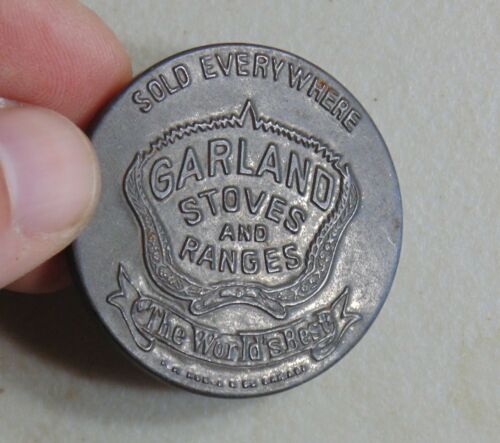 SOLD EVERYWHERE
GARLAND
STOVES
AND
RANGES
"The World's Best"